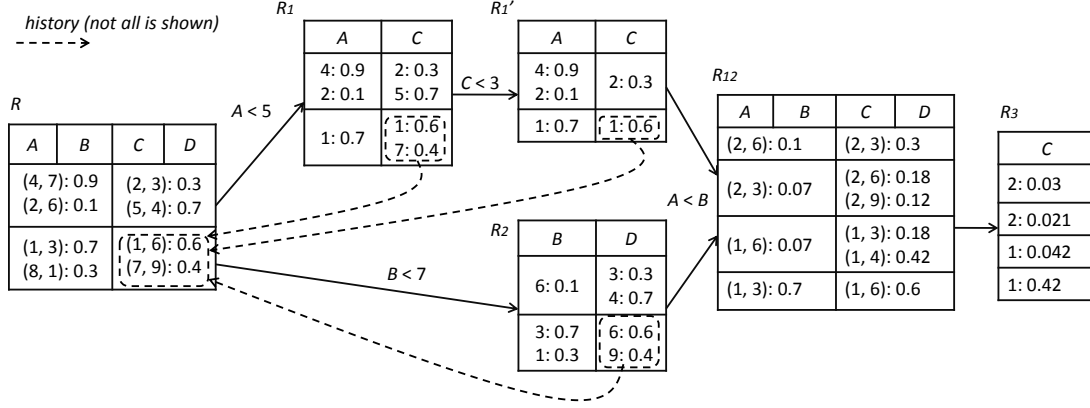 history (not all is shown)
R
A B C D
(4, 7): 0.9 (2, 3): 0.3
(2, 6): 0.1 (5, 4): 0.7
(1, 3): 0.7 (1, 6): 0.6
(8, 1): 0.3 (7, 9): 0.4
A < 5
R1
A C
4: 0.9 2: 0.3
2: 0.1 5: 0.7
1: 0.7 1: 0.6
7: 0.4
C < 3
R1’
A C
4: 0.9 2: 0.3
2: 0.1
1: 0.7 1: 0.6
B < 7
R2
B D
6: 0.1 3: 0.3
4: 0.7
3: 0.7 6: 0.6
1: 0.3 9: 0.4
A < B
R12
A B C D
(2, 6): 0.1 (2, 3): 0.3
(2, 3): 0.07 (2, 6): 0.18
(2, 9): 0.12
(1, 6): 0.07 (1, 3): 0.18
(1, 4): 0.42
(1, 3): 0.7 (1, 6): 0.6
R3
C
2: 0.03
2: 0.021
1: 0.042
1: 0.42